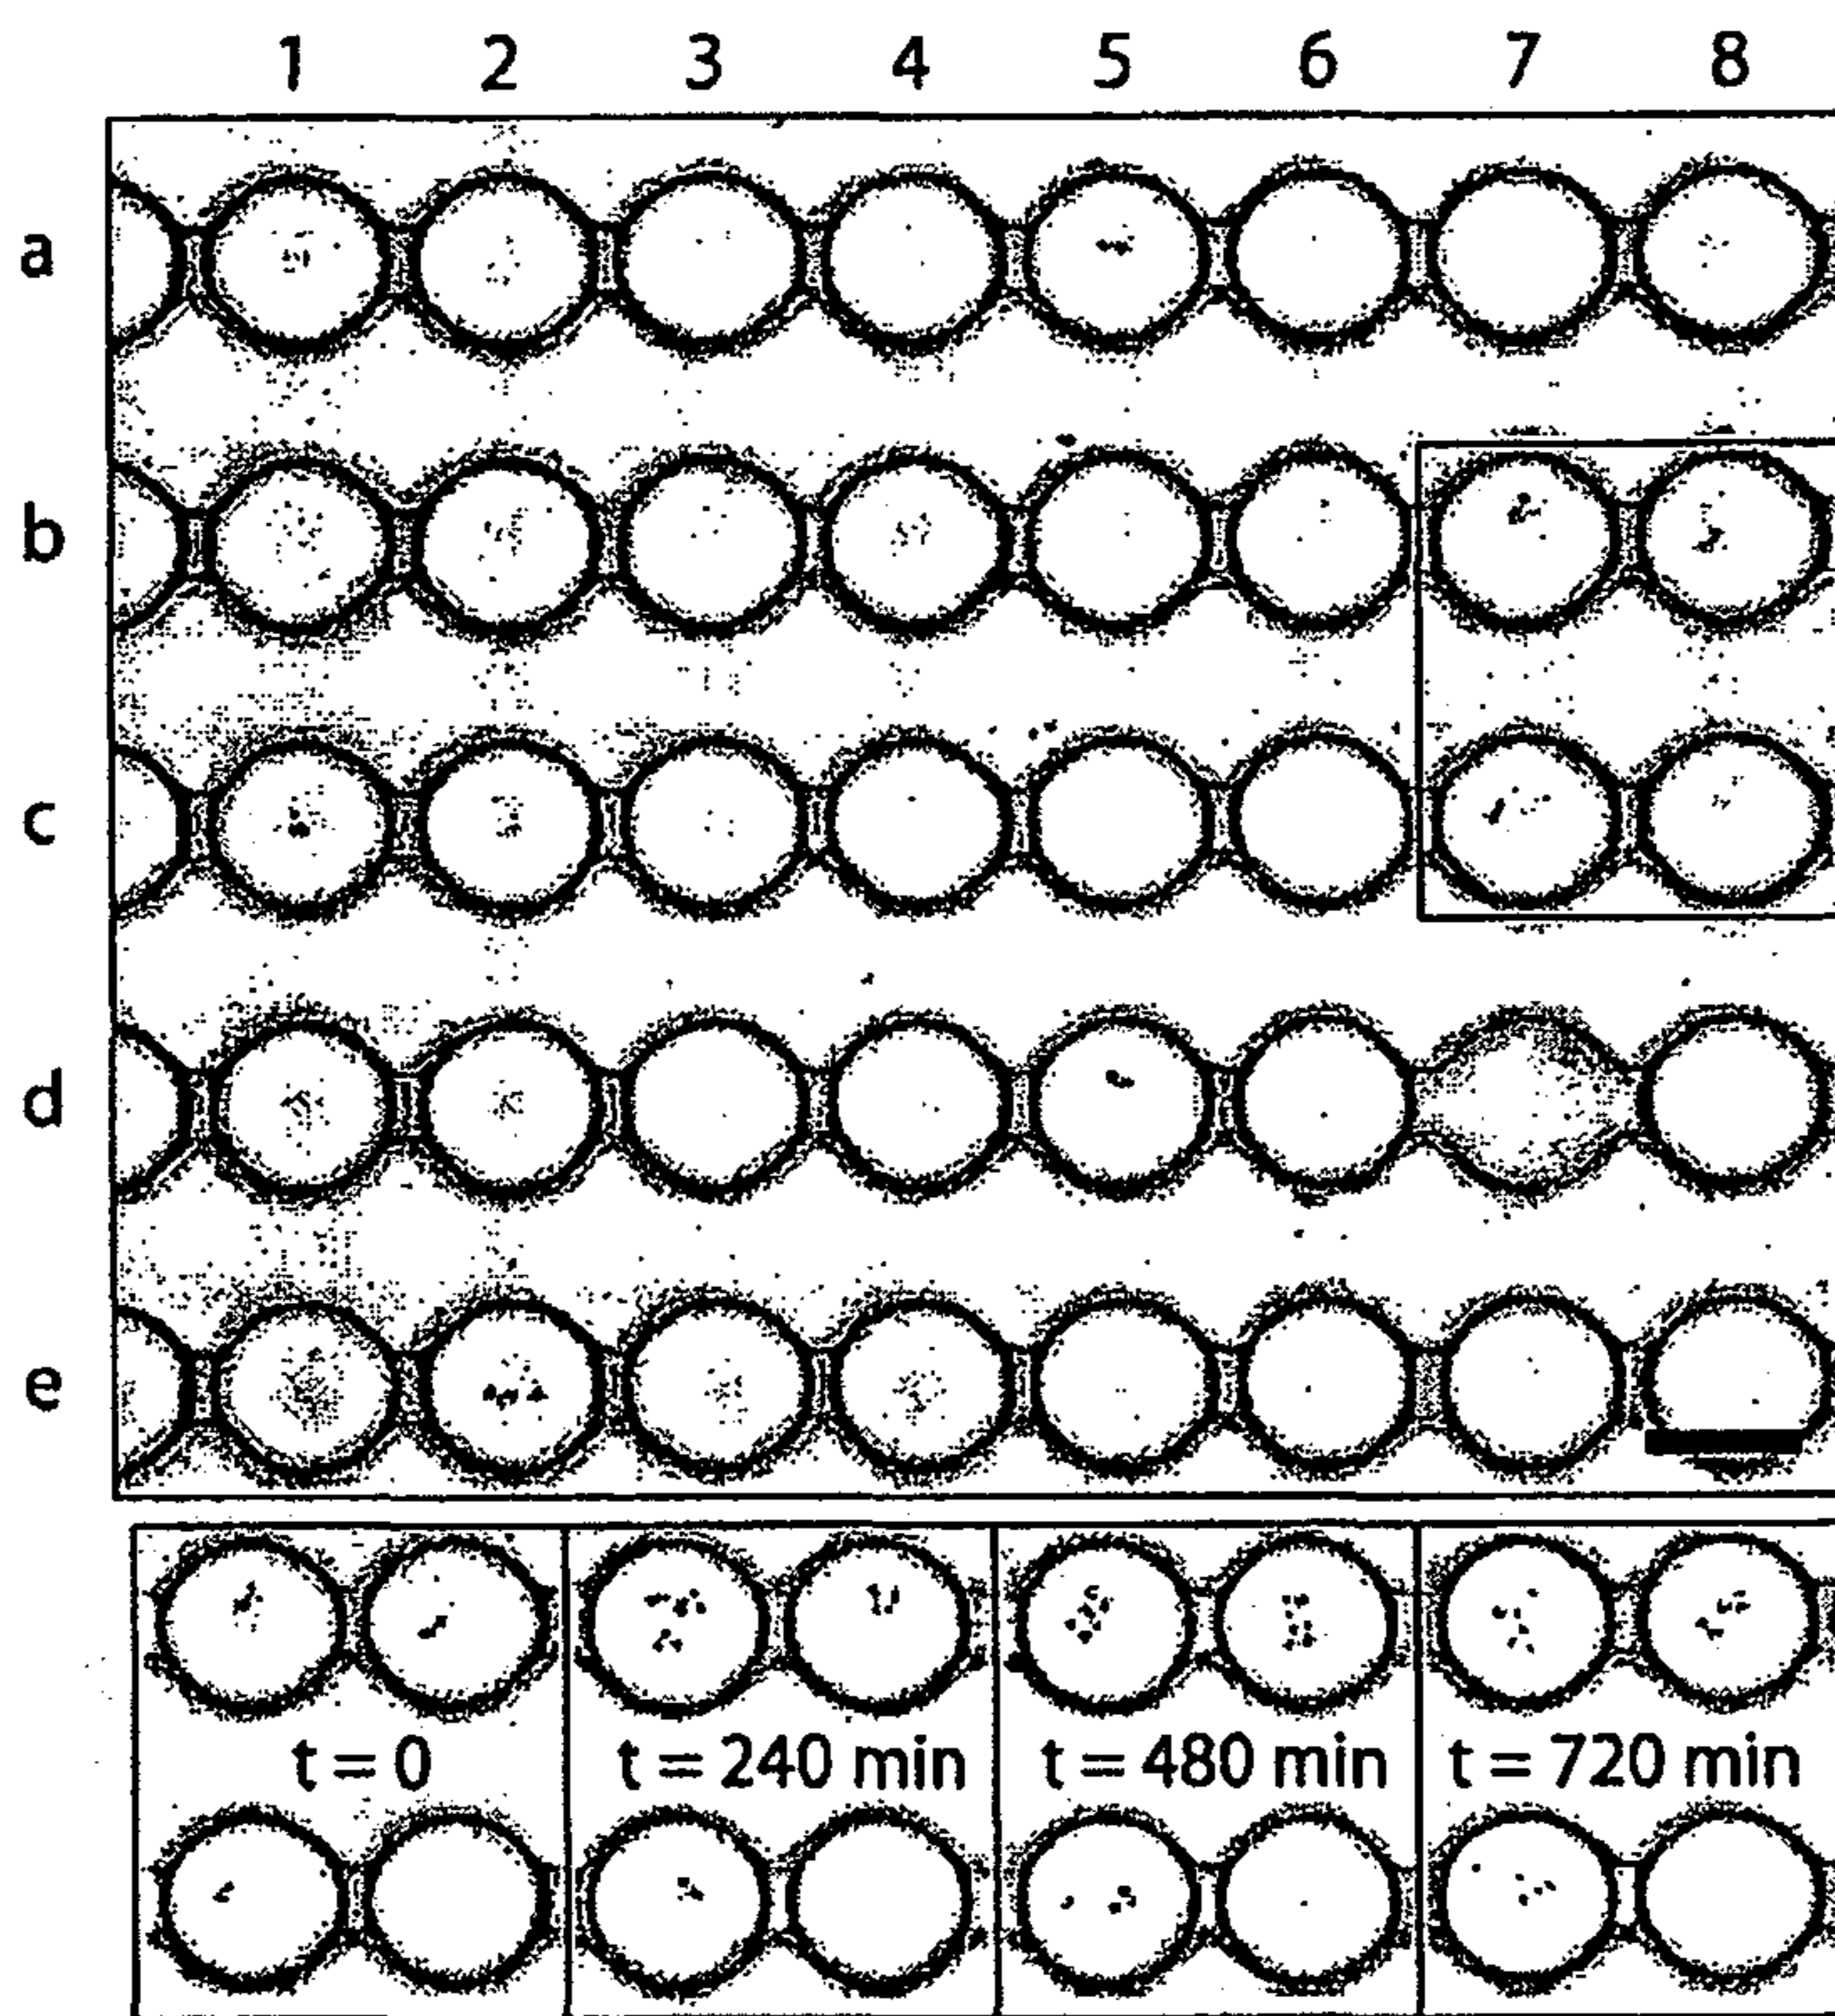 1 2 3 4 5 6 7 8
a
b
c
d
e
t = 0 t = 240 min t = 480 min t = 720 min